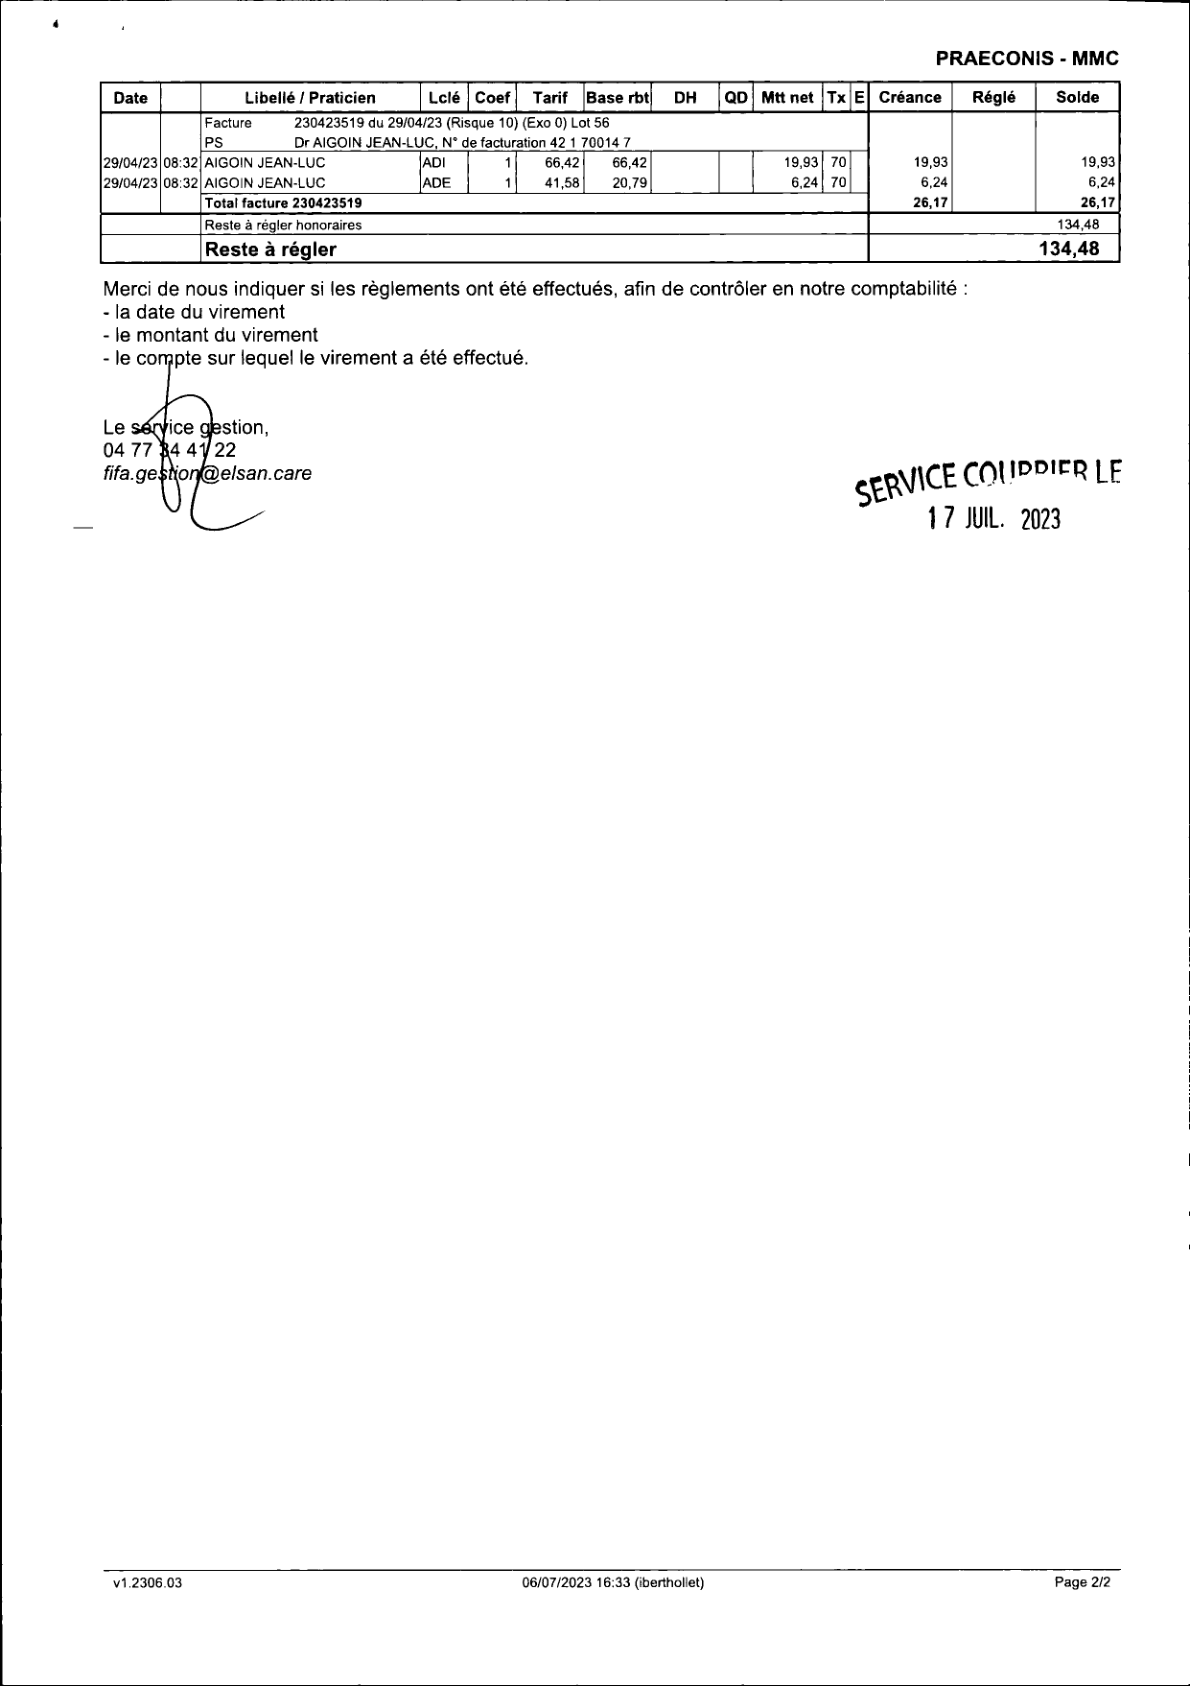 PRAECONIS - MMC
Date Libellé / Praticien Lclé Coef Tarif Base rbt DH QD Mtt net Tx E Créance Réglé Solde
Facture 230423519 du 29/04/23 (Risque 10) (Exo 0) Lot 56
PS Dr AIGOIN JEAN-LUC, N° de facturation 42 1 70014 7
29/04/23 08:32 AIGOIN JEAN-LUC ADI 1 66,42 66,42 19,93 70 19,93 19,93
29/04/23 08:32 AIGOIN JEAN-LUC ADE 1 41,58 20,79 6,24 70 6,24 6,24
Total facture 230423519 26,17 26,17
Reste à régler honoraires 134,48
Reste à régler 134,48
Merci de nous indiquer si les règlements ont été effectués, afin de contrôler en notre comptabilité :
- la date du virement
- le montant du virement
- le compte sur lequel le virement a été effectué.
Le service gestion,
04 77 34 41 22
fifa.gestion@elsan.care
SERVICE COURRIER LE
17 JUIL. 2023
v1.2306.03 06/07/2023 16:33 (iberthollet) Page 2/2